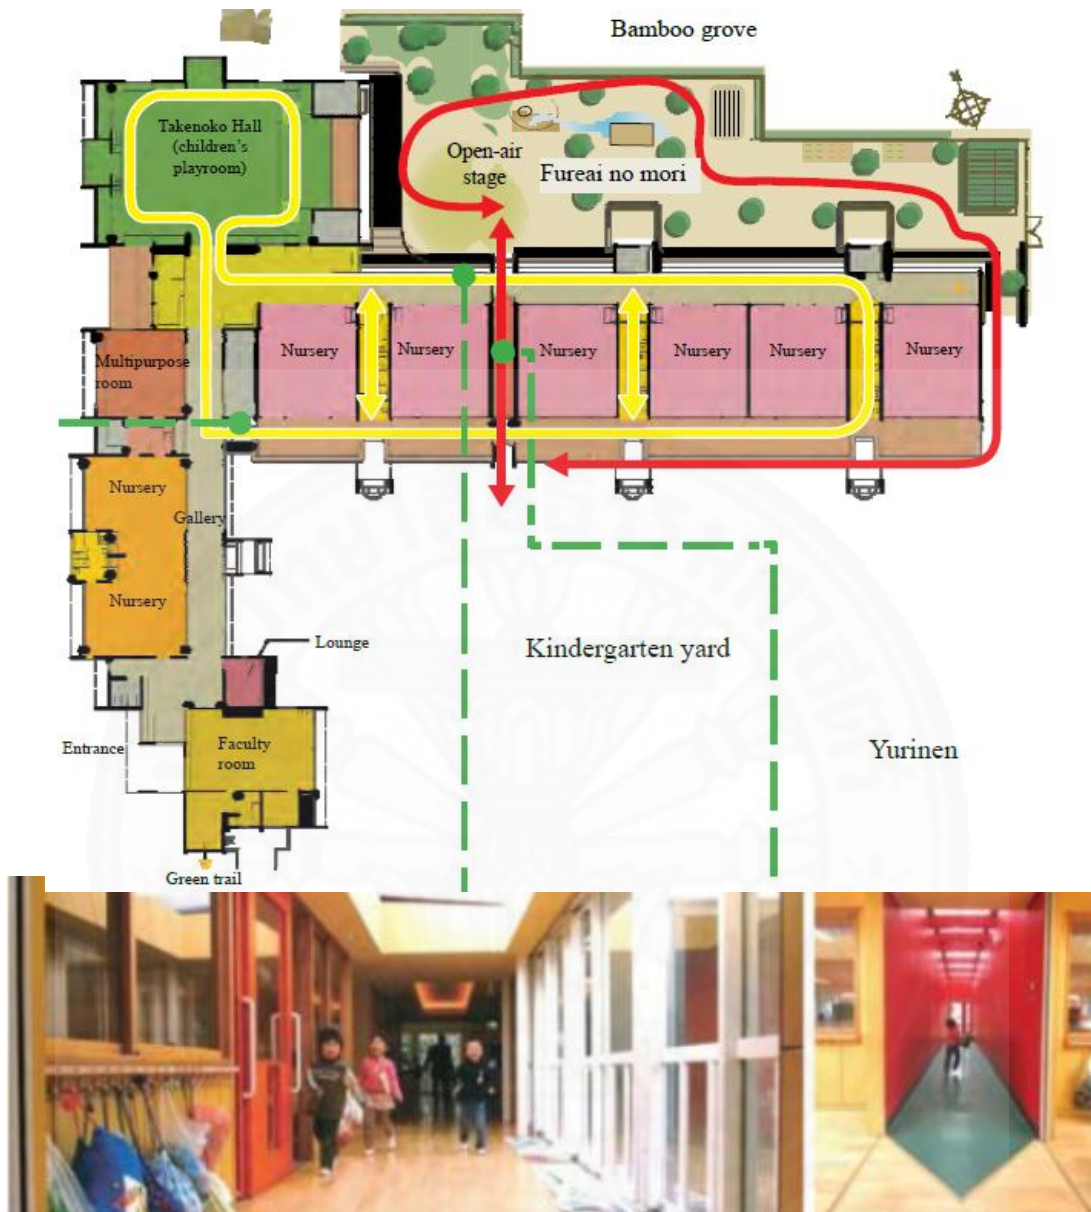 Bamboo grove
Takenoko Hall
(children's
playroom)
Open-air
stage
Fureai no mori
Nursery
Nursery
Nursery
Nursery
Nursery
Nursery
Multipurpose
room
Nursery
Gallery
Nursery
Lounge
Kindergarten yard
Entrance
Faculty
room
Yurinen
Green trail